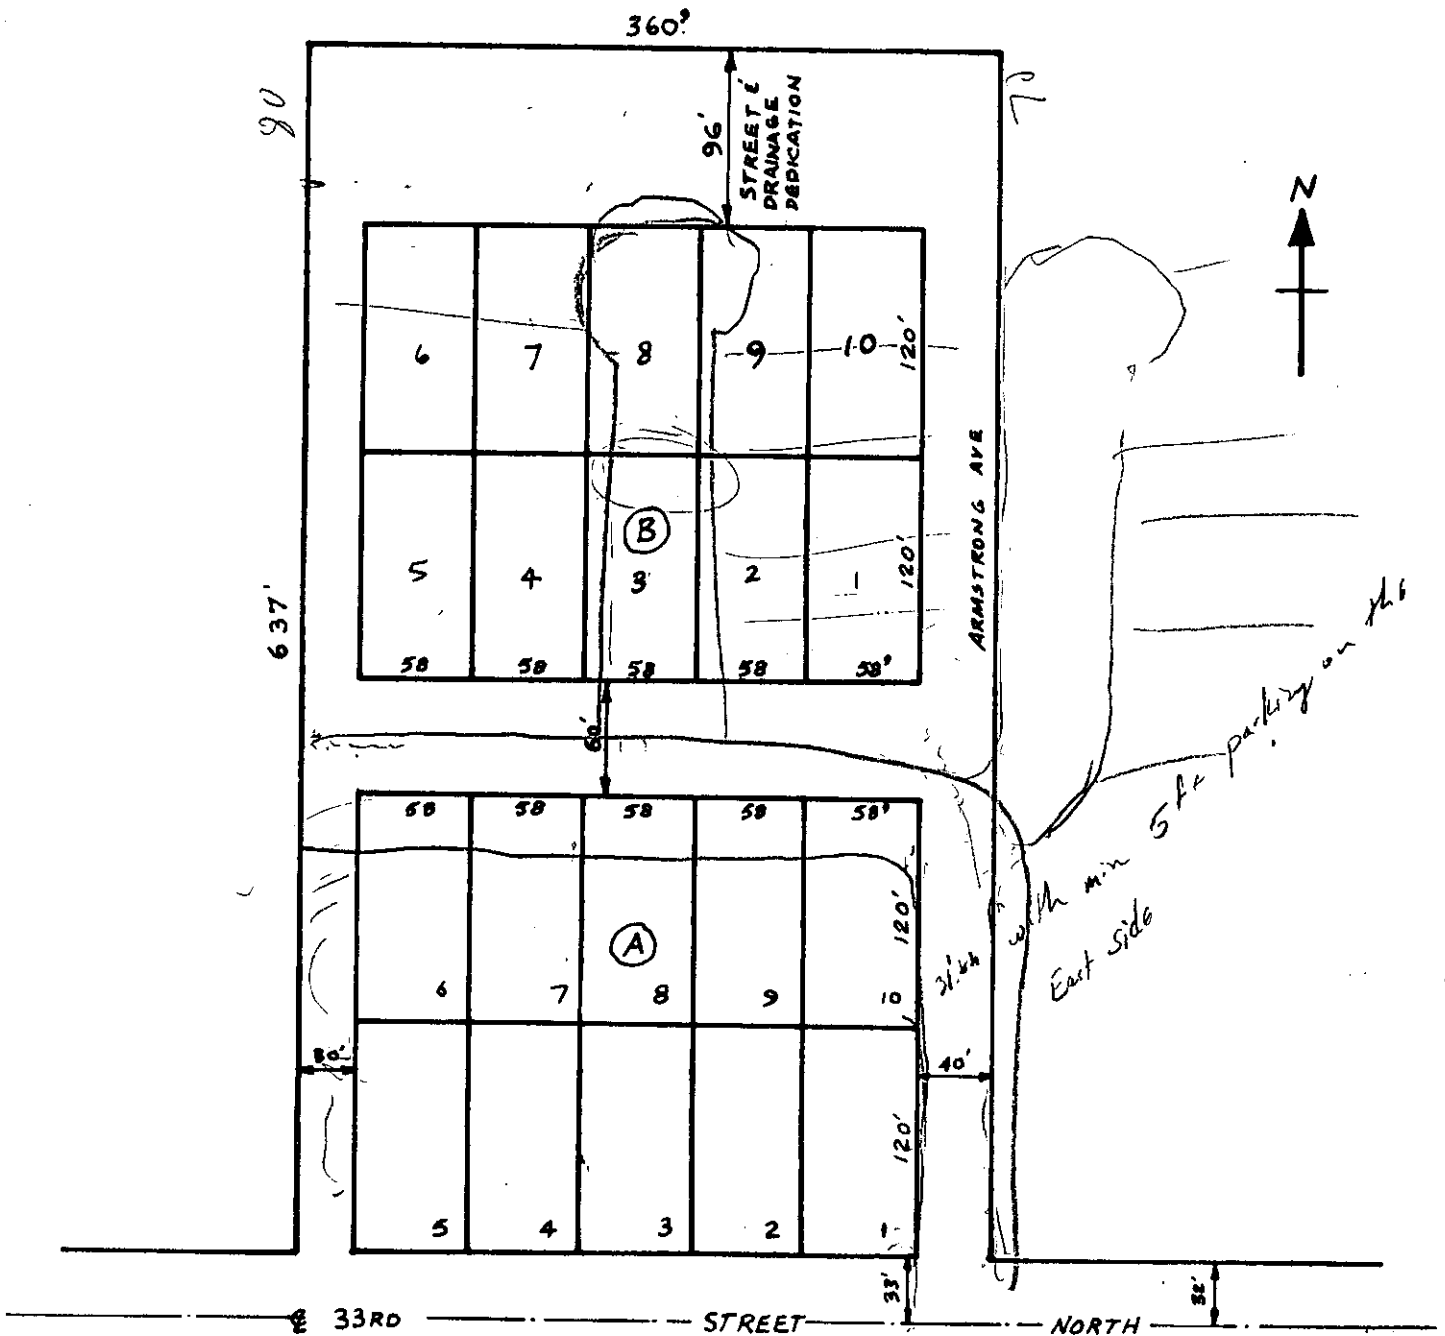 360'
96'
STREET &
DRAINAGE
DEDICATION
N
6 7 8 9 10
120'
ARMSTRONG AVE
B
5 4 3 2 1
120'
637'
58 58 58 58 58'
60'
58 58 58 58 58'
120'
A
6 7 8 9 10
with min 5 ft parking on the
East Side
40'
120'
5 4 3 2 1
33'
33RD STREET NORTH